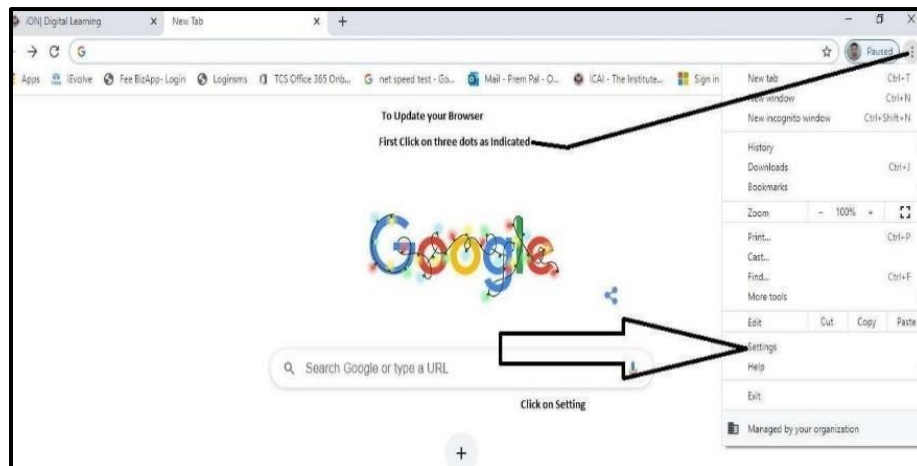 iON| Digital Learning
New Tab
G
Paused
Apps iEvolve Fee BizApp- Login Loginsms TCS Office 365 Onb... G net speed test - Go... Mail - Prem Pal - O... ICAI - The Institute... Sign in
To Update your Browser
First Click on three dots as Indicated
New tab Ctrl+T
New window Ctrl+N
New incognito window Ctrl+Shift+N
History
Downloads Ctrl+J
Bookmarks
Zoom - 100% +
Print... Ctrl+P
Cast...
Find... Ctrl+F
More tools
Edit Cut Copy Paste
Settings
Help
Exit
Managed by your organization
Google
Search Google or type a URL
Click on Setting